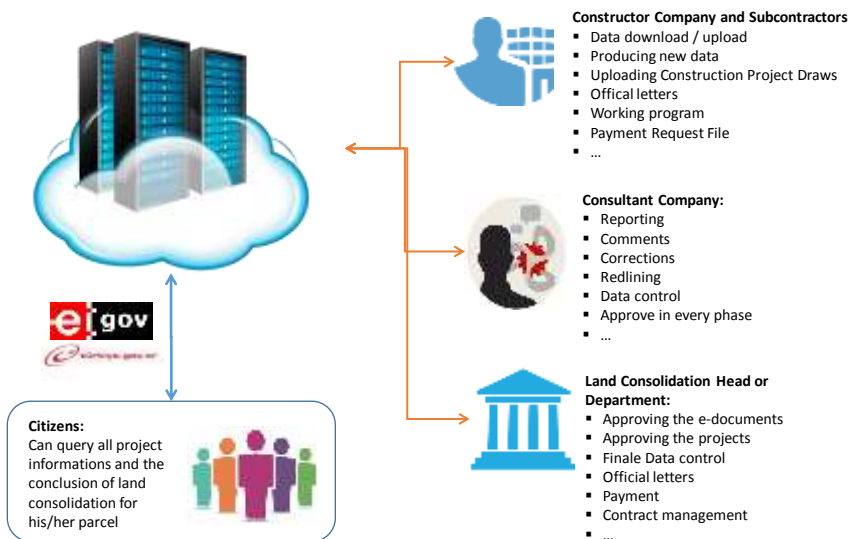 Constructor Company and Subcontractors
▪ Data download / upload
▪ Producing new data
▪ Uploading Construction Project Draws
▪ Offical letters
▪ Working program
▪ Payment Request File
▪ ...
Consultant Company:
▪ Reporting
▪ Comments
▪ Corrections
▪ Redlining
▪ Data control
▪ Approve in every phase
▪ ...
e gov
Land Consolidation Head or
Department:
▪ Approving the e-documents
▪ Approving the projects
▪ Finale Data control
▪ Official letters
▪ Payment
▪ Contract management
▪ ...
Citizens:
Can query all project
informations and the
conclusion of land
consolidation for
his/her parcel